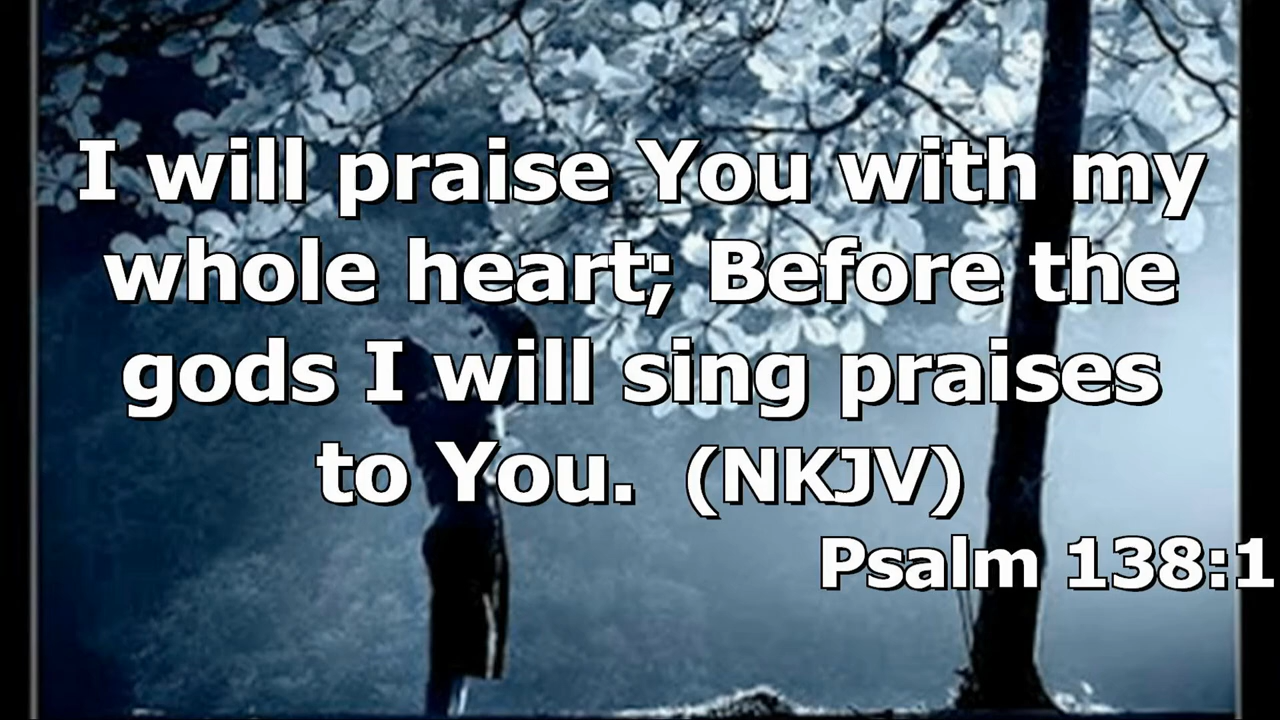 I will praise You with my
whole heart; Before the
gods I will sing praises
to You. (NKJV)
Psalm 138:1